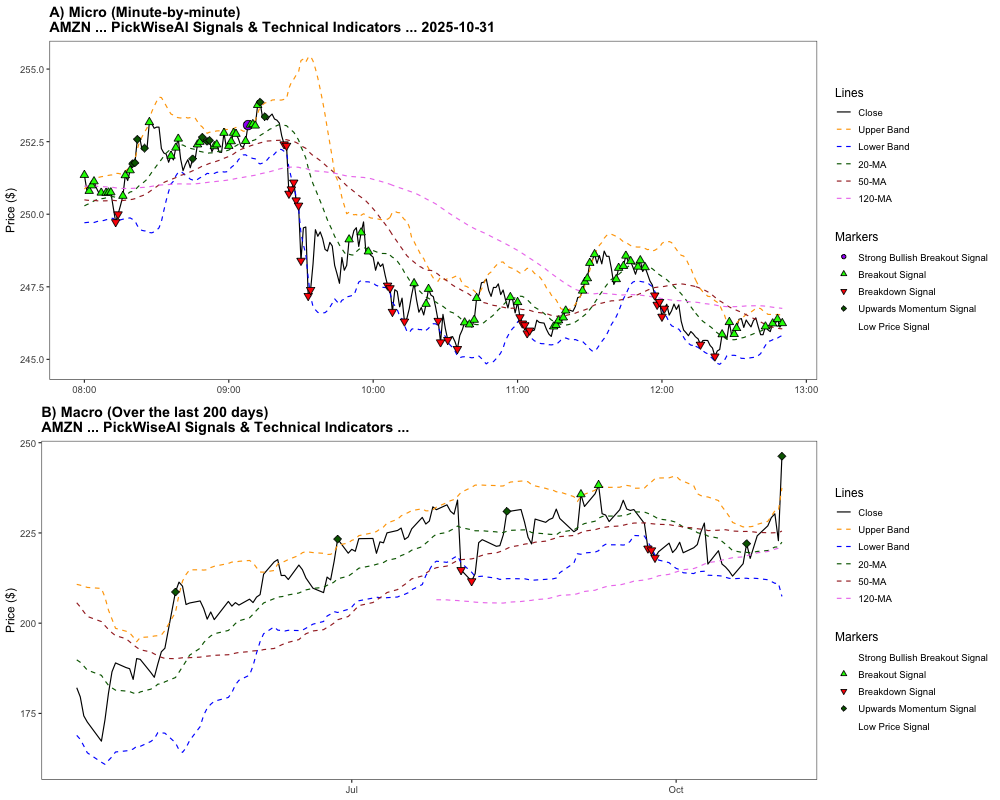 A) Micro (Minute-by-minute)
AMZN ... PickWiseAI Signals & Technical Indicators ... 2025-10-31
Price ($)
255.0
252.5
250.0
247.5
245.0
08:00
09:00
10:00
11:00
12:00
13:00
Lines
Close
Upper Band
Lower Band
20-MA
50-MA
120-MA
Markers
Strong Bullish Breakout Signal
Breakout Signal
Breakdown Signal
Upwards Momentum Signal
Low Price Signal
B) Macro (Over the last 200 days)
AMZN ... PickWiseAI Signals & Technical Indicators ...
Price ($)
250
225
200
175
Jul
Oct
Lines
Close
Upper Band
Lower Band
20-MA
50-MA
120-MA
Markers
Strong Bullish Breakout Signal
Breakout Signal
Breakdown Signal
Upwards Momentum Signal
Low Price Signal